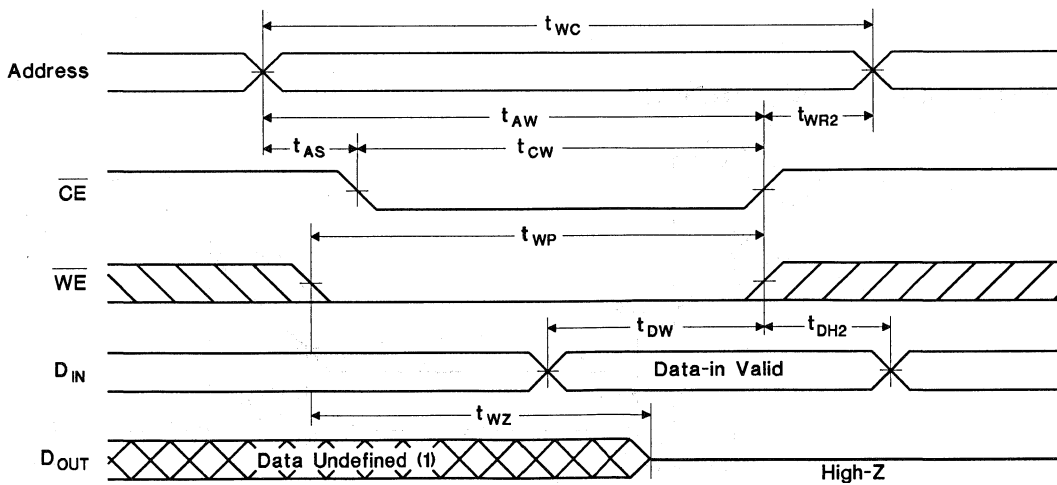 tWC
Address
tAW
tWR2
tAS
tCW
CE
tWP
WE
tDW
tDH2
DIN
Data-in Valid
tWZ
DOUT
Data Undefined (1)
High-Z